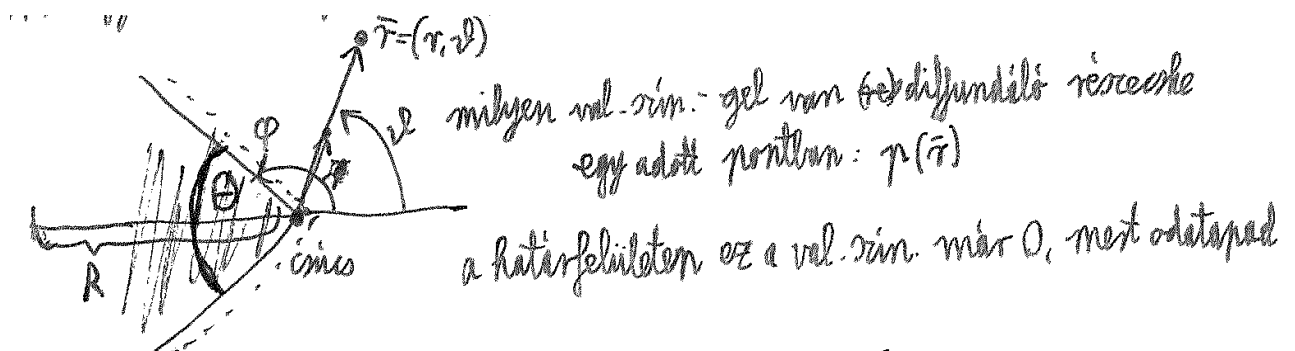 r̄=(r,ϑ)
milyen val.szín.-gel van diffundáló részecske
egy adott pontban: p(r̄)
a határfelületen ez a val.szín. már 0, mert odatapad
φ
ϑ
Θ
R
csúcs